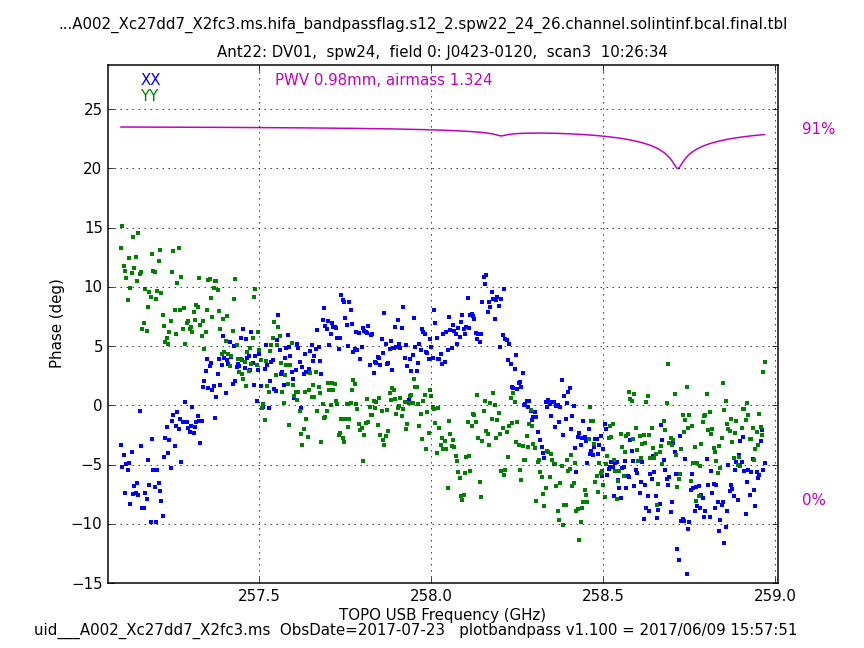 ...A002_Xc27dd7_X2fc3.ms.hifa_bandpassflag.s12_2.spw22_24_26.channel.solintinf.bcal.final.tbl
Ant22: DV01,  spw24,  field 0: J0423-0120,  scan3  10:26:34
XX
PWV 0.98mm, airmass 1.324
YY
25
91%
20
15
10
5
0
−5
0%
−10
−15
Phase (deg)
257.5 258.0 258.5 259.0
TOPO USB Frequency (GHz)
uid___A002_Xc27dd7_X2fc3.ms  ObsDate=2017-07-23   plotbandpass v1.100 = 2017/06/09 15:57:51